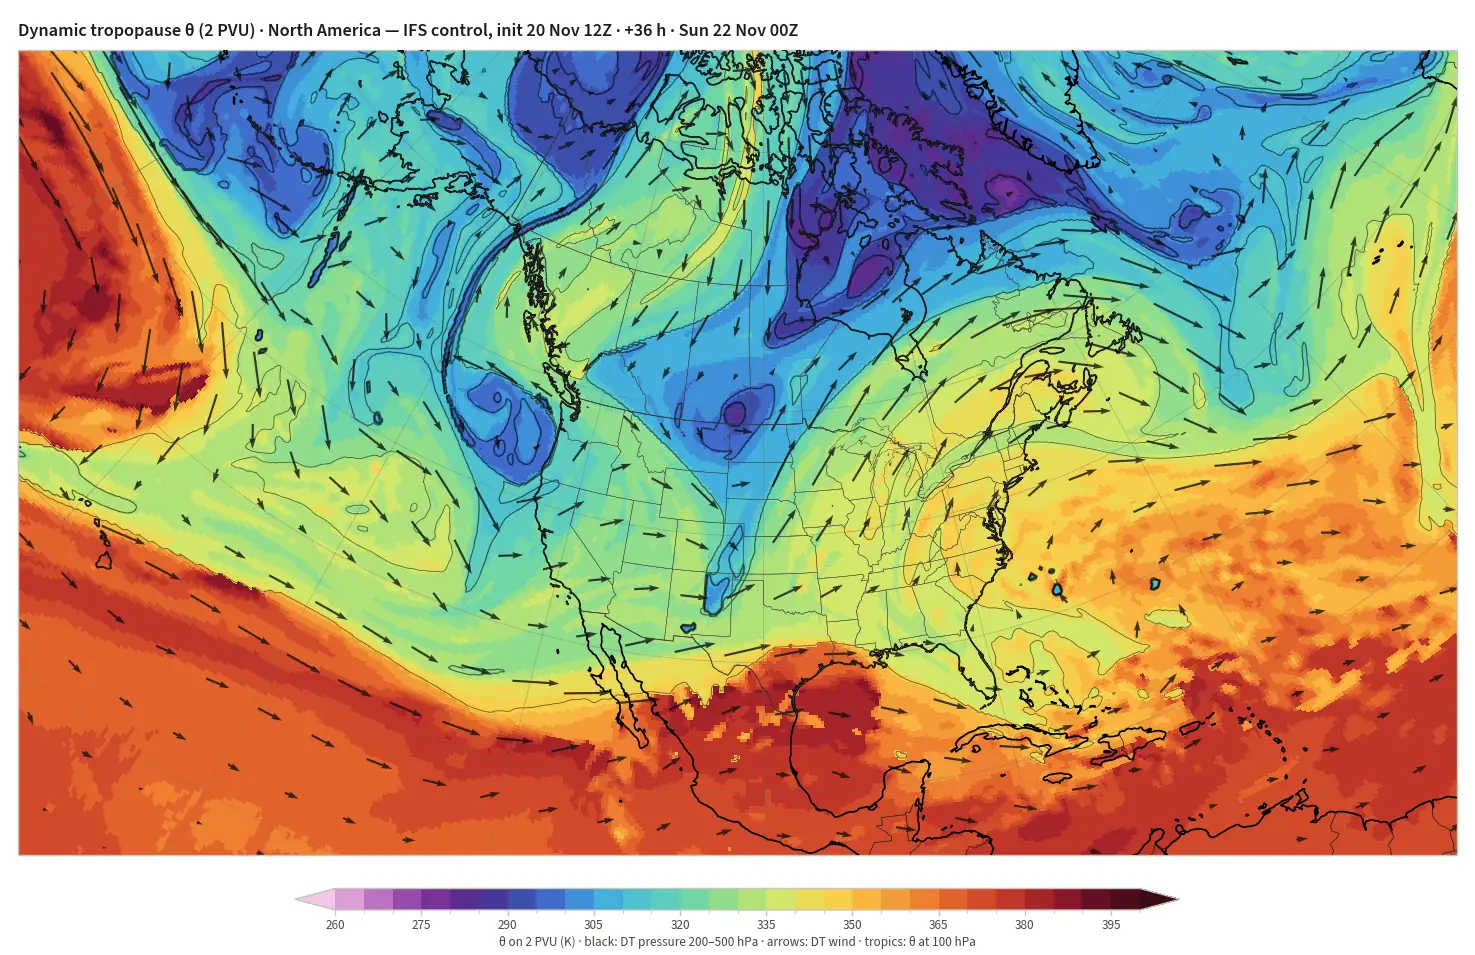 Dynamic tropopause θ (2 PVU) · North America — IFS control, init 20 Nov 12Z · +36 h · Sun 22 Nov 00Z
260 275 290 305 320 335 350 365 380 395
θ on 2 PVU (K) · black: DT pressure 200–500 hPa · arrows: DT wind · tropics: θ at 100 hPa